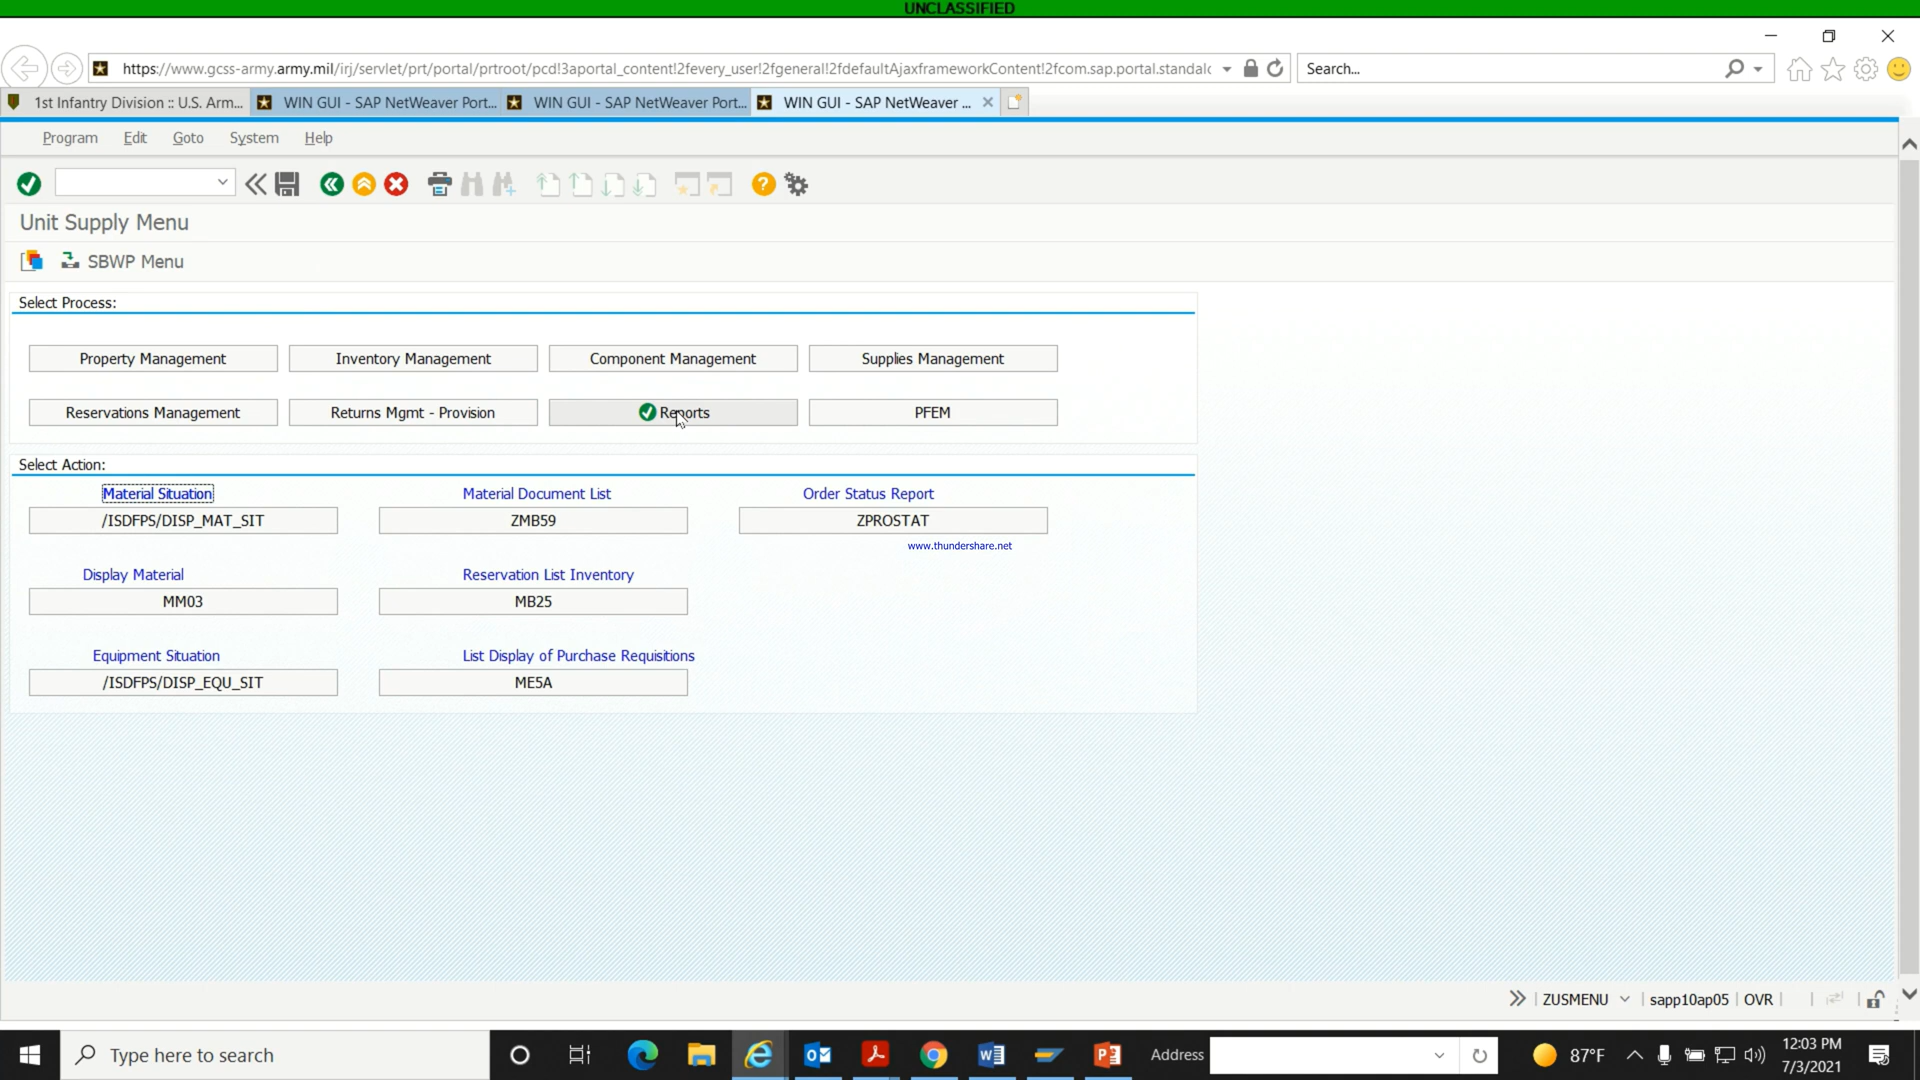 UNCLASSIFIED
https://www.gcss-army.army.mil/irj/servlet/prt/portal/prtroot/pcd!3aportal_content!2fevery_user!2fgeneral!2fdefaultAjaxframeworkContent!2fcom.sap.portal.standalc
Search...
1st Infantry Division :: U.S. Arm...
WIN GUI - SAP NetWeaver Port...
WIN GUI - SAP NetWeaver Port...
WIN GUI - SAP NetWeaver ...
Program Edit Goto System Help
Unit Supply Menu
SBWP Menu
Select Process:
Property Management Inventory Management Component Management Supplies Management
Reservations Management Returns Mgmt - Provision Reports PFEM
Select Action:
Material Situation Material Document List Order Status Report
/ISDFPS/DISP_MAT_SIT ZMB59 ZPROSTAT
www.thundershare.net
Display Material Reservation List Inventory
MM03 MB25
Equipment Situation List Display of Purchase Requisitions
/ISDFPS/DISP_EQU_SIT ME5A
ZUSMENU sapp10ap05 OVR
Type here to search
Address
87°F
12:03 PM
7/3/2021